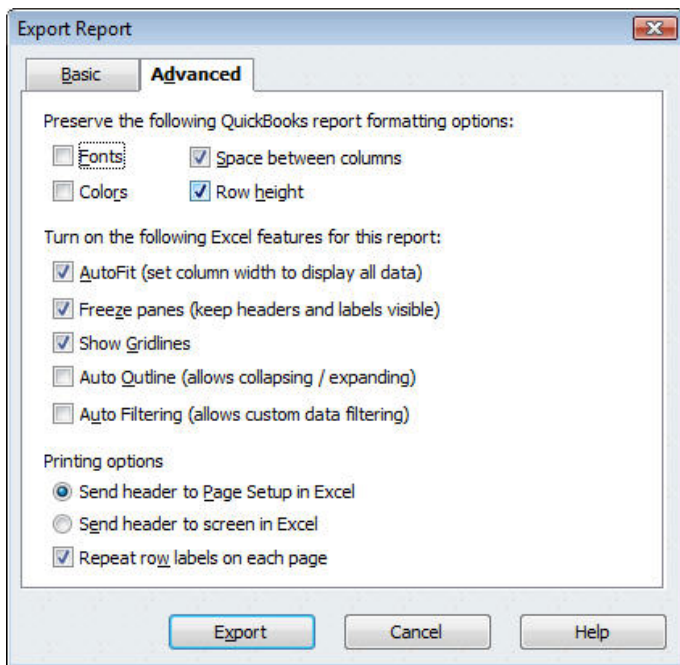 Export Report
Basic
Advanced
Preserve the following QuickBooks report formatting options:
Fonts
Space between columns
Colors
Row height
Turn on the following Excel features for this report:
AutoFit (set column width to display all data)
Freeze panes (keep headers and labels visible)
Show Gridlines
Auto Outline (allows collapsing / expanding)
Auto Filtering (allows custom data filtering)
Printing options
Send header to Page Setup in Excel
Send header to screen in Excel
Repeat row labels on each page
Export
Cancel
Help